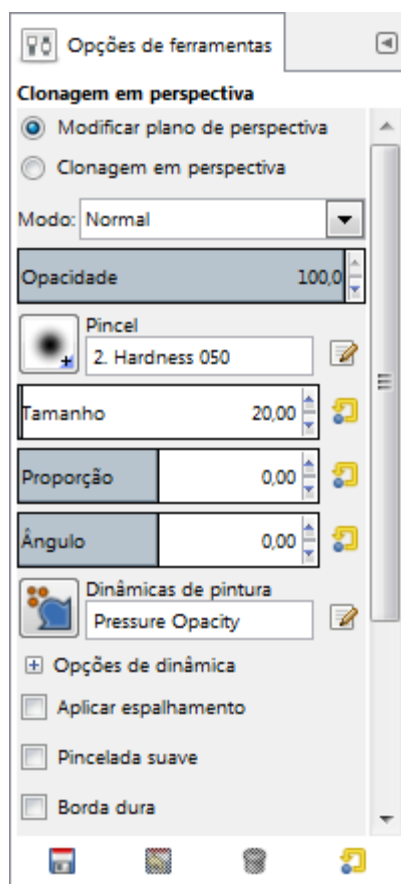 Opções de ferramentas
Clonagem em perspectiva
Modificar plano de perspectiva
Clonagem em perspectiva
Modo: Normal
Opacidade 100,0
Pincel
2. Hardness 050
Tamanho 20,00
Proporção 0,00
Ângulo 0,00
Dinâmicas de pintura
Pressure Opacity
Opções de dinâmica
Aplicar espalhamento
Pincelada suave
Borda dura